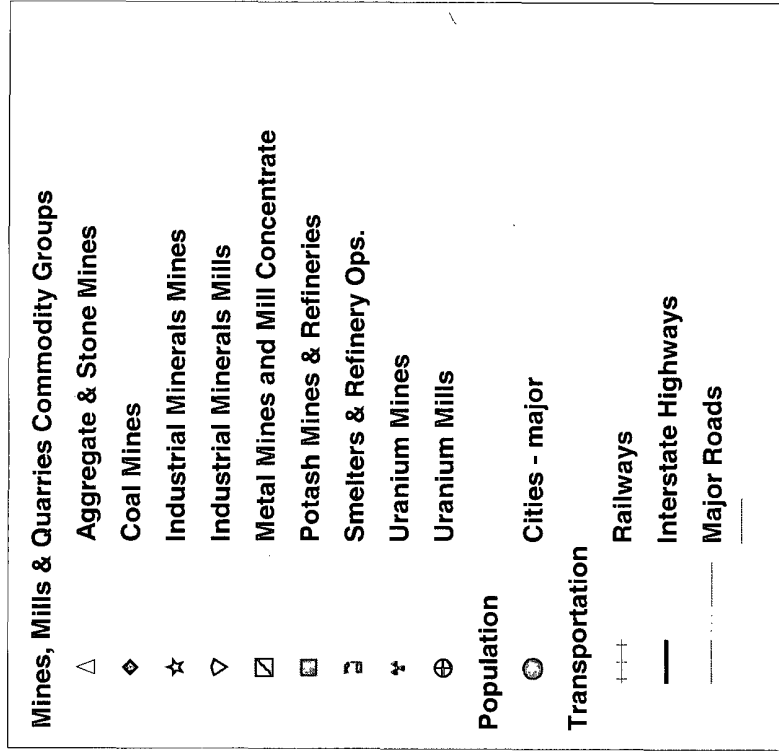 Mines, Mills & Quarries Commodity Groups
Aggregate & Stone Mines
Coal Mines
Industrial Minerals Mines
Industrial Minerals Mills
Metal Mines and Mill Concentrate
Potash Mines & Refineries
Smelters & Refinery Ops.
Uranium Mines
Uranium Mills
Population
Cities - major
Transportation
Railways
Interstate Highways
Major Roads